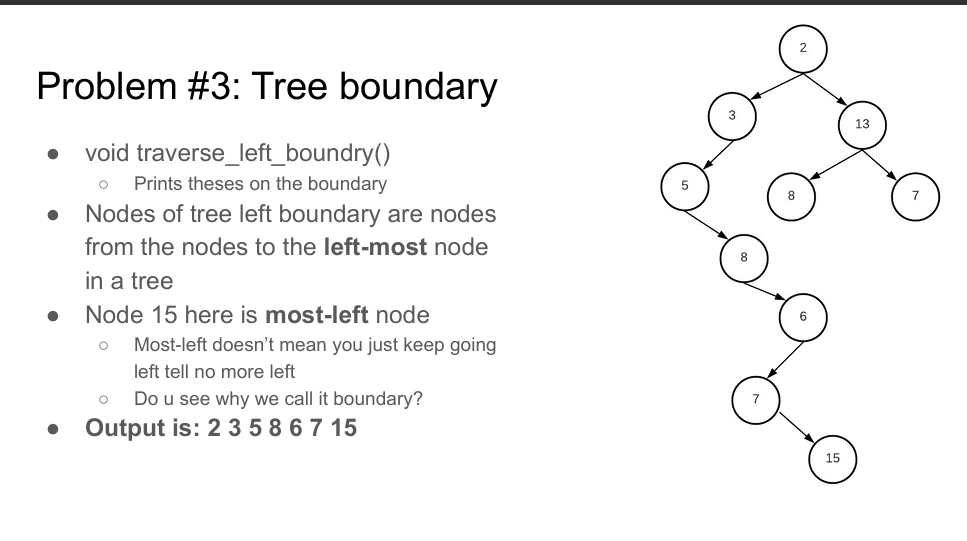 Problem #3: Tree boundary
● void traverse_left_boundry()
○ Prints theses on the boundary
● Nodes of tree left boundary are nodes
from the nodes to the left-most node
in a tree
● Node 15 here is most-left node
○ Most-left doesn’t mean you just keep going
left tell no more left
○ Do u see why we call it boundary?
● Output is: 2 3 5 8 6 7 15
2
3
13
5
8
7
8
6
7
15